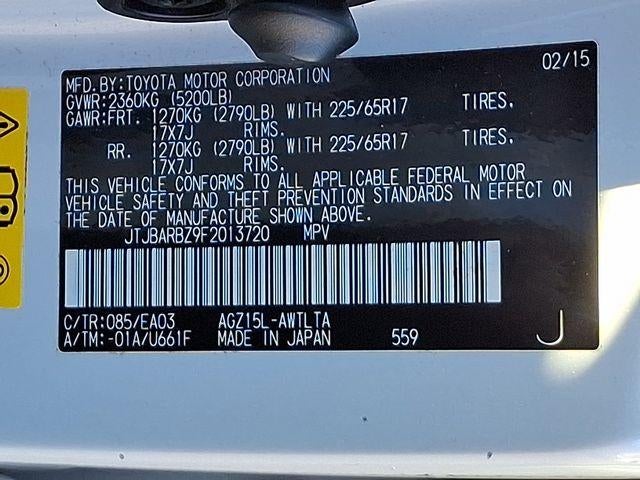 02/15
MFD.BY:TOYOTA MOTOR CORPORATION
GVWR:2360KG (5200LB)
GAWR:FRT. 1270KG (2790LB) WITH 225/65R17 TIRES.
17X7J RIMS.
RR. 1270KG (2790LB) WITH 225/65R17 TIRES.
17X7J RIMS.
THIS VEHICLE CONFORMS TO ALL APPLICABLE FEDERAL MOTOR
VEHICLE SAFETY AND THEFT PREVENTION STANDARDS IN EFFECT ON
THE DATE OF MANUFACTURE SHOWN ABOVE.
JTJBARBZ9F2013720 MPV
C/TR:085/EA03 AGZ15L-AWTLTA
A/TM:-01A/U661F MADE IN JAPAN 559 J